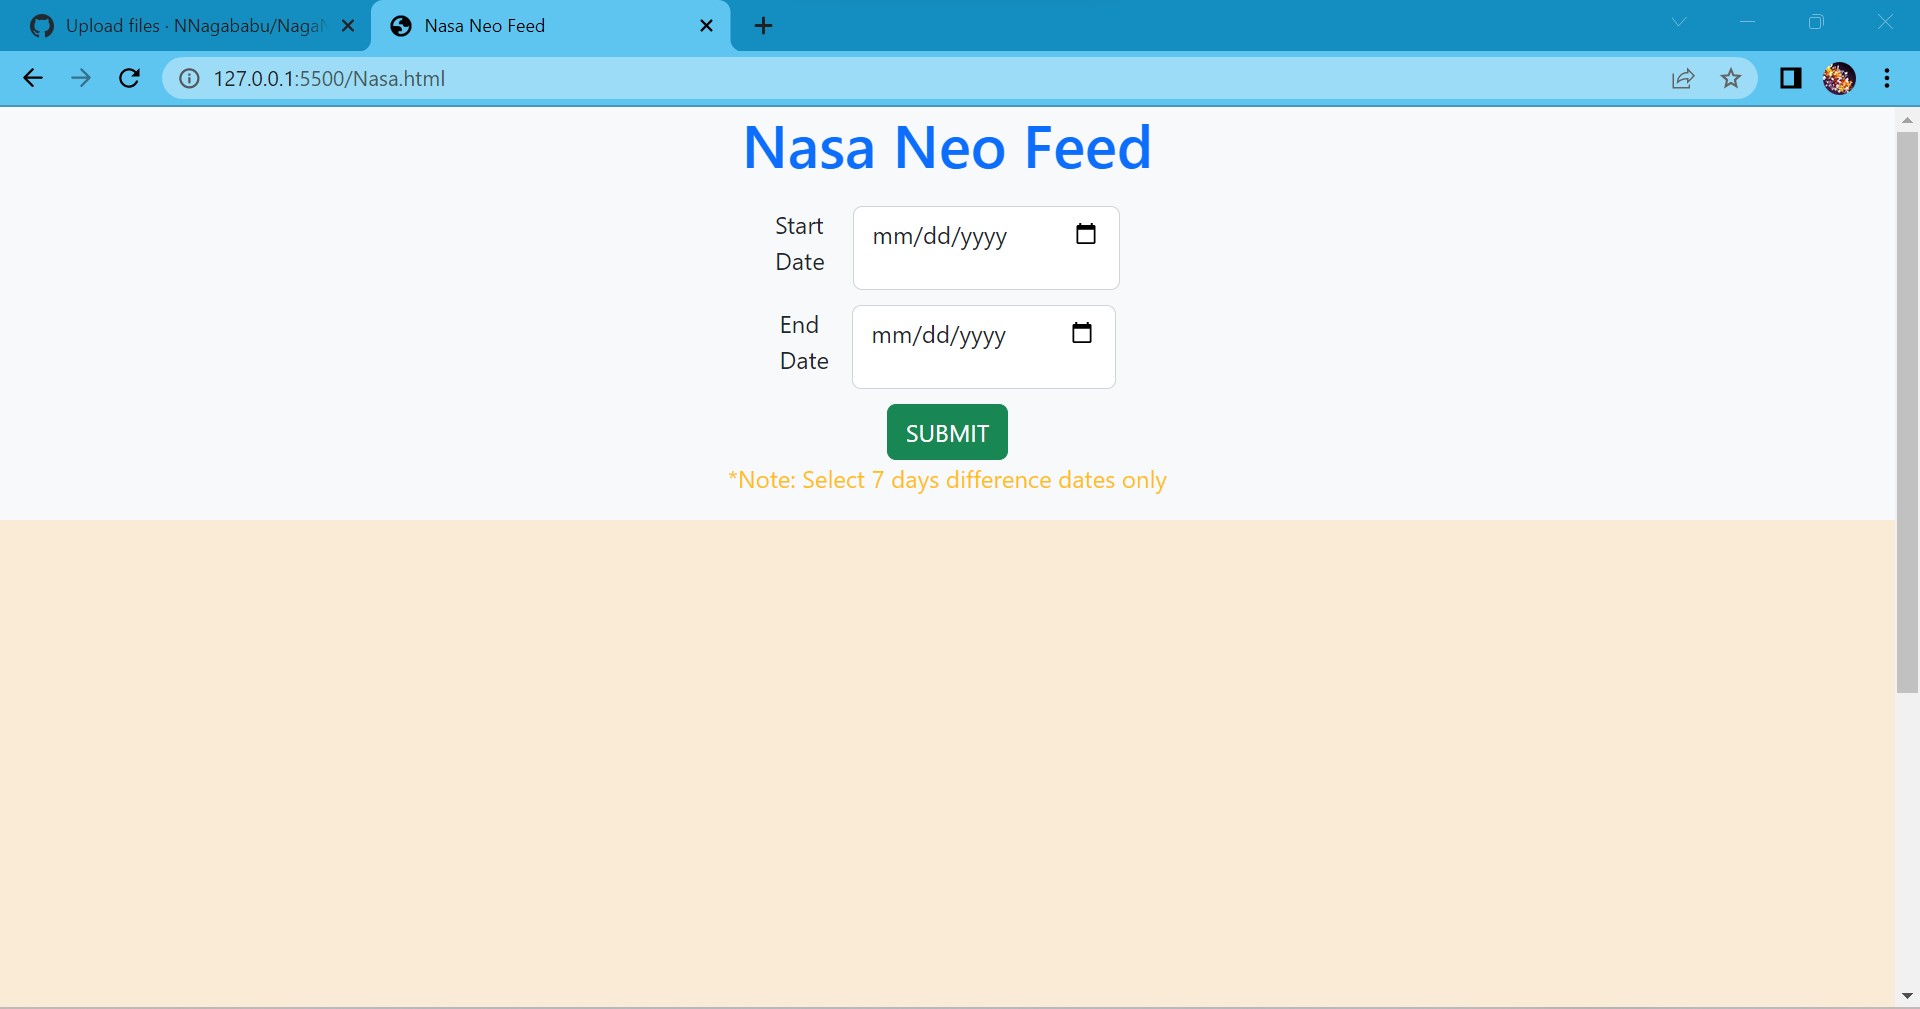 Upload files · NNagababu/Naga
Nasa Neo Feed
127.0.0.1:5500/Nasa.html
Nasa Neo Feed
Start
Date
mm/dd/yyyy
End
Date
mm/dd/yyyy
SUBMIT
*Note: Select 7 days difference dates only